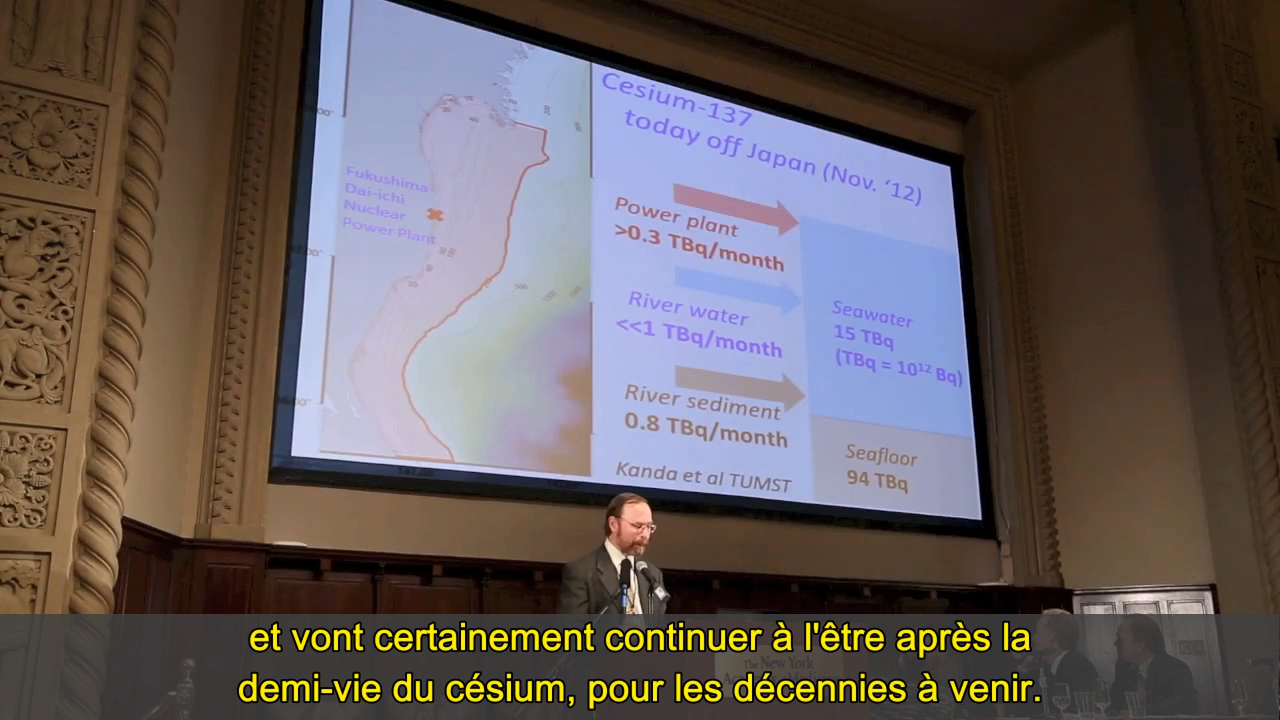 Cesium-137
today off Japan (Nov. '12)
Fukushima
Dai-ichi
Nuclear
Power Plant
Power plant
>0.3 TBq/month
River water
<<1 TBq/month
River sediment
0.8 TBq/month
Kanda et al TUMST
Seawater
15 TBq
(TBq = 10¹² Bq)
Seafloor
94 TBq
The New York
et vont certainement continuer à l'être après la
demi-vie du césium, pour les décennies à venir.